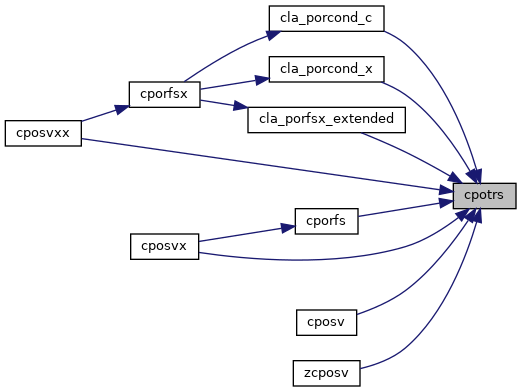 cla_porcond_c
cla_porcond_x
cporfsx
cla_porfsx_extended
cposvxx
cpotrs
cporfs
cposvx
cposv
zcposv